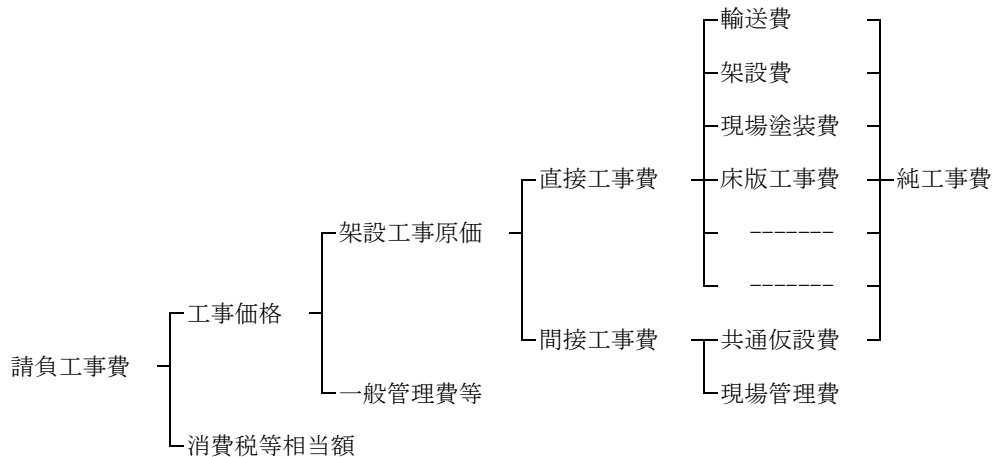 輸送費
架設費
現場塗装費
直接工事費 床版工事費 純工事費
架設工事原価 -------
-------
工事価格
間接工事費 共通仮設費
請負工事費
一般管理費等 現場管理費
消費税等相当額